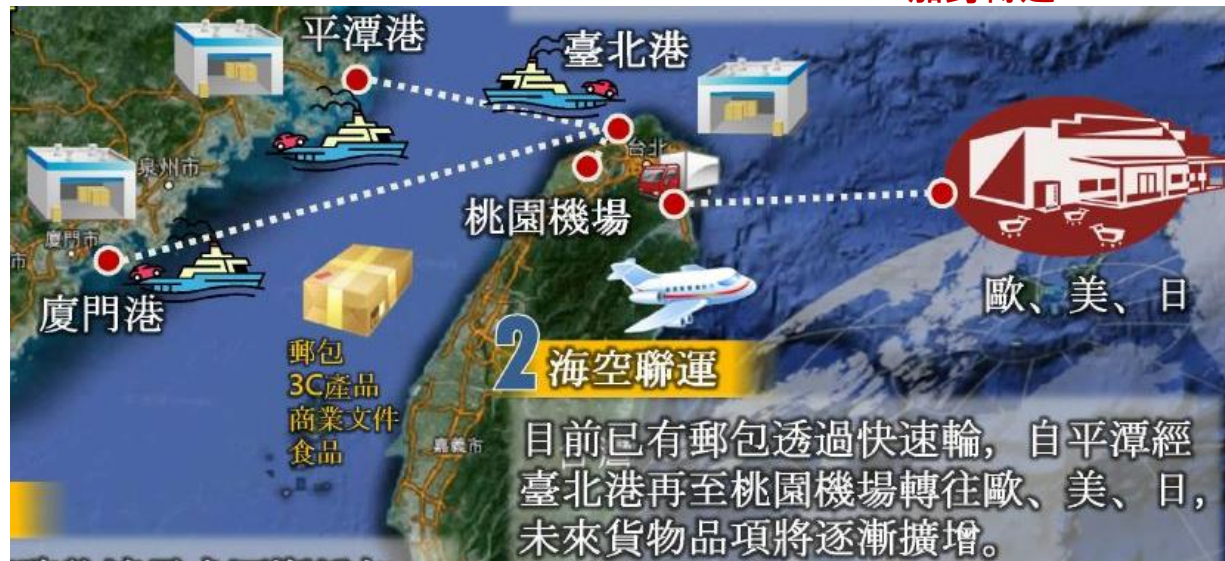 平潭港
臺北港
泉州市
台北
廈門市
市
桃園機場
廈門港
歐、美、日
郵包
3C產品
商業文件
食品
2 海空聯運
嘉義市
目前已有郵包透過快速輪，自平潭經
臺北港再至桃園機場轉往歐、美、日，
未來貨物品項將逐漸擴增。